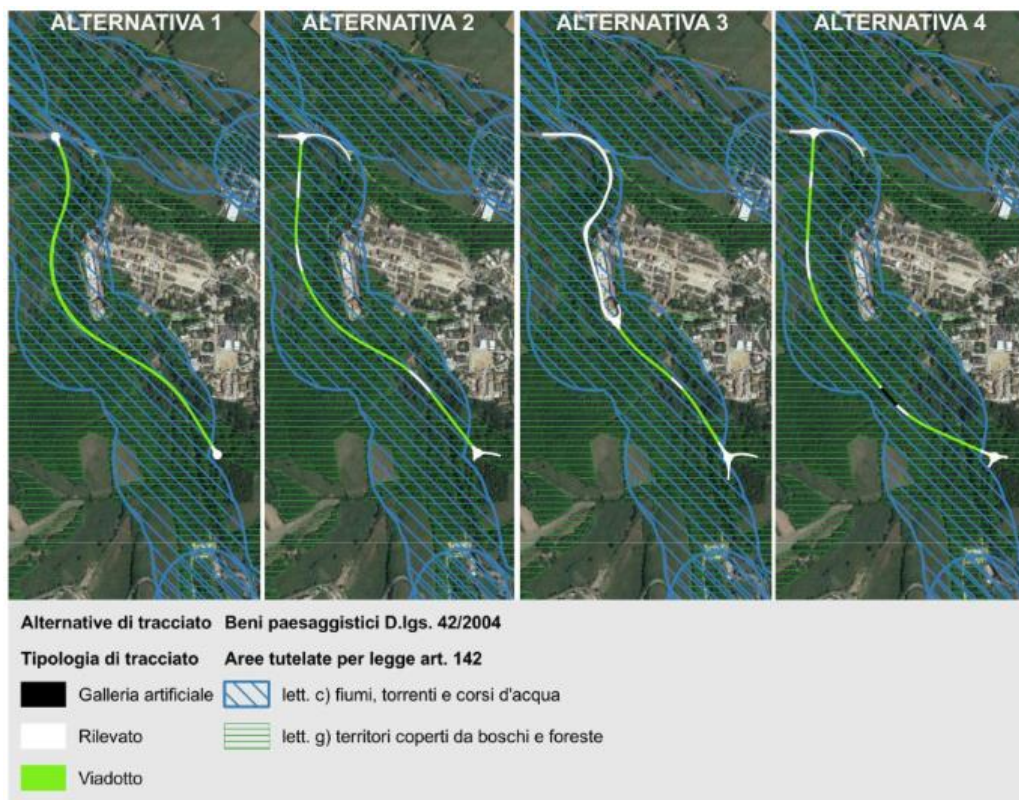 ALTERNATIVA 1
ALTERNATIVA 2
ALTERNATIVA 3
ALTERNATIVA 4
Alternative di tracciato Beni paesaggistici D.lgs. 42/2004
Tipologia di tracciato Aree tutelate per legge art. 142
Galleria artificiale lett. c) fiumi, torrenti e corsi d'acqua
Rilevato lett. g) territori coperti da boschi e foreste
Viadotto